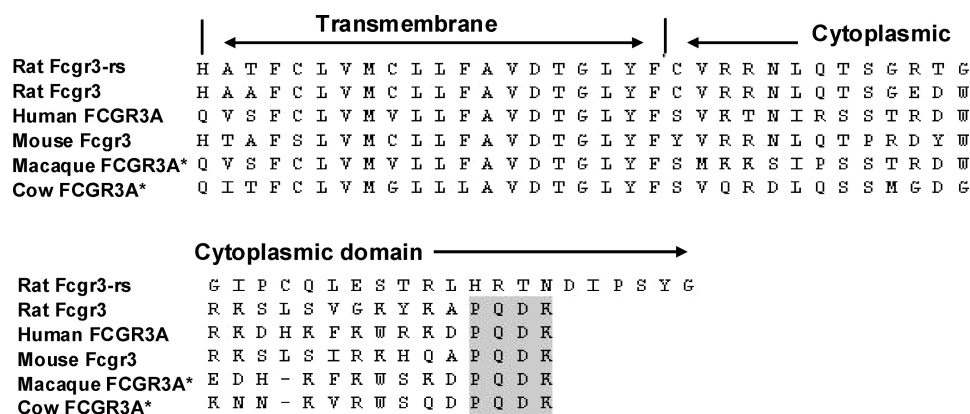 Transmembrane
Cytoplasmic
Rat Fcgr3-rs H A T F C L V M C L L F A V D T G L Y F C V R R N L Q T S G R T G
Rat Fcgr3 H A A F C L V M C L L F A V D T G L Y F C V R R N L Q T S G E D W
Human FCGR3A Q V S F C L V M V L L F A V D T G L Y F S V K T N I R S S T R D W
Mouse Fcgr3 H T A F S L V M C L L F A V D T G L Y F Y V R R N L Q T P R D Y W
Macaque FCGR3A* Q V S F C L V M V L L F A V D T G L Y F S M K K S I P S S T R D W
Cow FCGR3A* Q I T F C L V M G L L L A V D T G L Y F S V Q R D L Q S S M G D G
Cytoplasmic domain
Rat Fcgr3-rs G I P C Q L E S T R L H R T N D I P S Y G
Rat Fcgr3 R K S L S V G K Y K A P Q D K
Human FCGR3A R K D H K F K W R K D P Q D K
Mouse Fcgr3 R K S L S I R K H Q A P Q D K
Macaque FCGR3A* E D H - K F K W S K D P Q D K
Cow FCGR3A* K N N - K V R W S Q D P Q D K